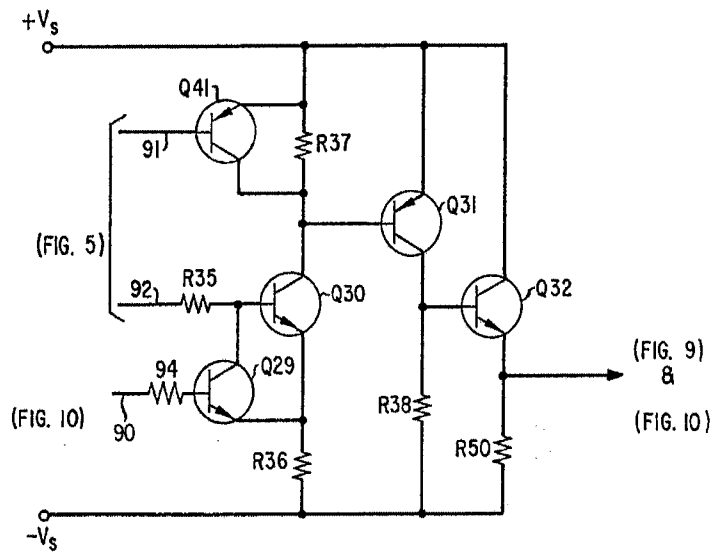 +Vs
Q41
91
R37
Q31
(FIG. 5)
92
R35
Q30
Q32
94
Q29
(FIG. 9)
&
(FIG. 10)
(FIG. 10)
90
R38
R36
R50
-Vs